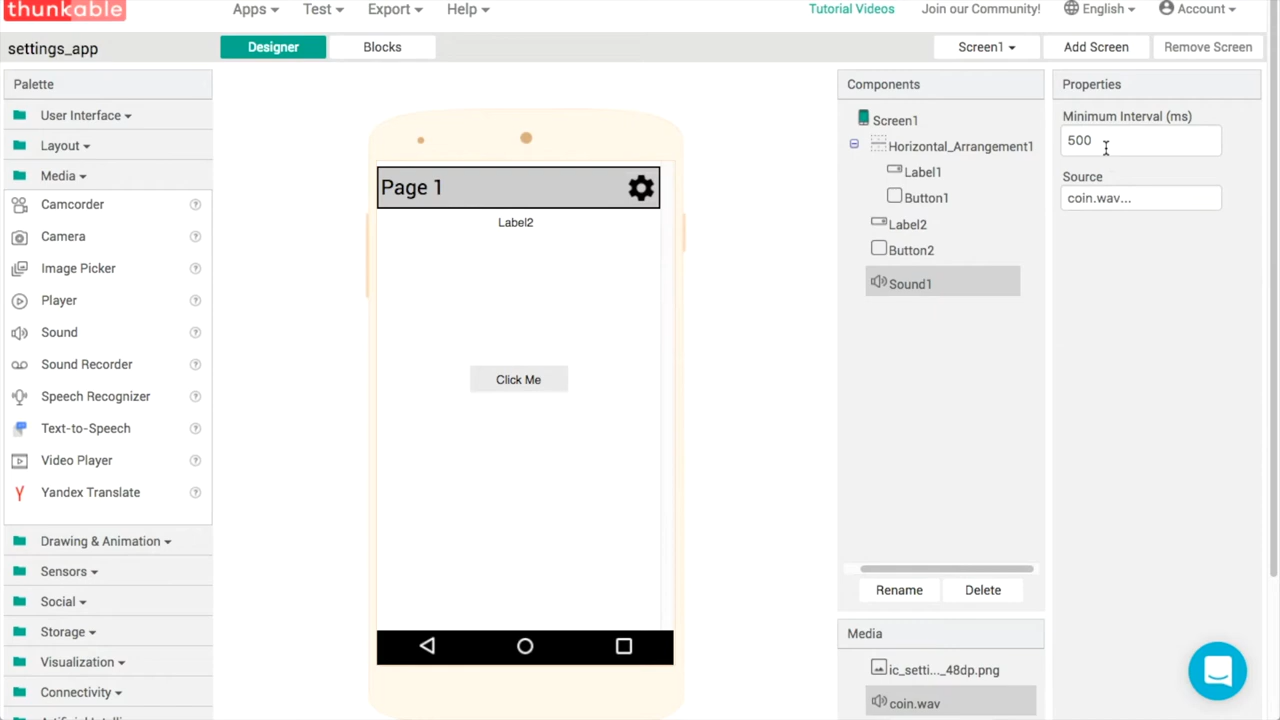 thunkable
Apps
Test
Export
Help
Tutorial Videos
Join our Community!
English
Account
settings_app
Designer
Blocks
Screen1
Add Screen
Remove Screen
Palette
User Interface
Layout
Media
Camcorder
Camera
Image Picker
Player
Sound
Sound Recorder
Speech Recognizer
Text-to-Speech
Video Player
Yandex Translate
Drawing & Animation
Sensors
Social
Storage
Visualization
Connectivity
Page 1
Label2
Click Me
Components
Screen1
Horizontal_Arrangement1
Label1
Button1
Label2
Button2
Sound1
Rename
Delete
Media
ic_setti..._48dp.png
coin.wav
Properties
Minimum Interval (ms)
500
Source
coin.wav...